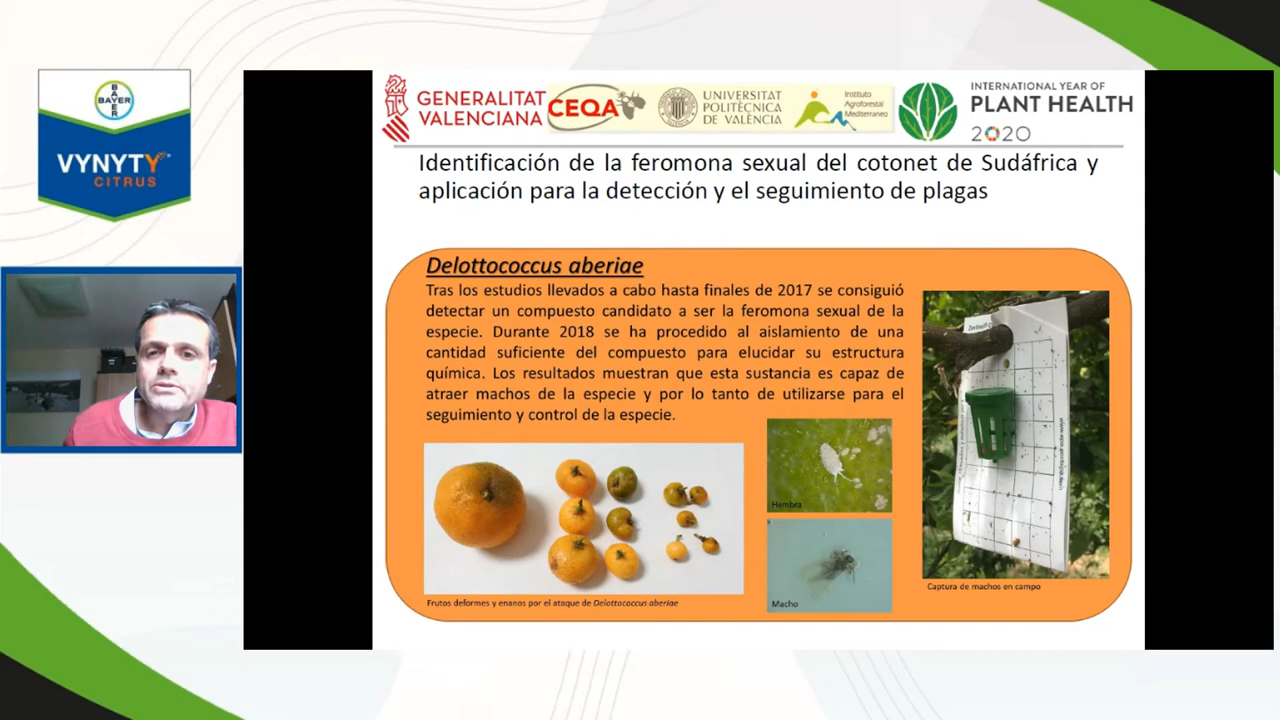 BAYER
BAYER
VYNYTY
CITRUS
GENERALITAT
VALENCIANA
CEQA
UNIVERSITAT
POLITÈCNICA
DE VALÈNCIA
Instituto
Agroforestal
Mediterraneo
INTERNATIONAL YEAR OF
PLANT HEALTH
2020
Identificación de la feromona sexual del cotonet de Sudáfrica y
aplicación para la detección y el seguimiento de plagas
Delottococcus aberiae
Tras los estudios llevados a cabo hasta finales de 2017 se consiguió
detectar un compuesto candidato a ser la feromona sexual de la
especie. Durante 2018 se ha procedido al aislamiento de una
cantidad suficiente del compuesto para elucidar su estructura
química. Los resultados muestran que esta sustancia es capaz de
atraer machos de la especie y por lo tanto de utilizarse para el
seguimiento y control de la especie.
Hembra
Macho
Frutos deformes y enanos por el ataque de Delottococcus aberiae
Captura de machos en campo